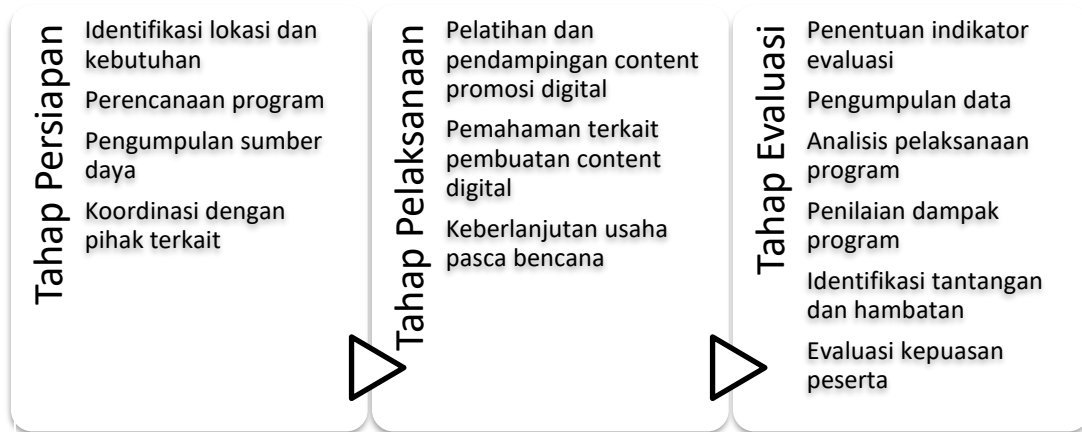 Tahap Persiapan
Identifikasi lokasi dan
kebutuhan
Perencanaan program
Pengumpulan sumber
daya
Koordinasi dengan
pihak terkait
Tahap Pelaksanaan
Pelatihan dan
pendampingan content
promosi digital
Pemahaman terkait
pembuatan content
digital
Keberlanjutan usaha
pasca bencana
Tahap Evaluasi
Penentuan indikator
evaluasi
Pengumpulan data
Analisis pelaksanaan
program
Penilaian dampak
program
Identifikasi tantangan
dan hambatan
Evaluasi kepuasan
peserta